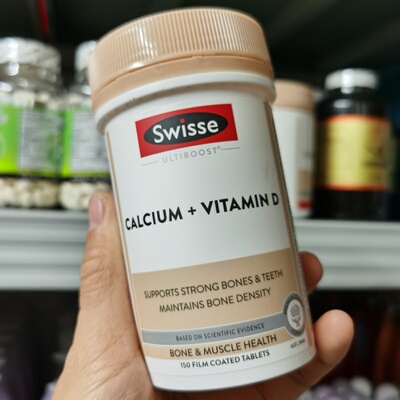 Swisse
ULTIBOOST
CALCIUM + VITAMIN D
SUPPORTS STRONG BONES & TEETH
MAINTAINS BONE DENSITY
BASED ON SCIENTIFIC EVIDENCE
BONE & MUSCLE HEALTH
150 FILM COATED TABLETS